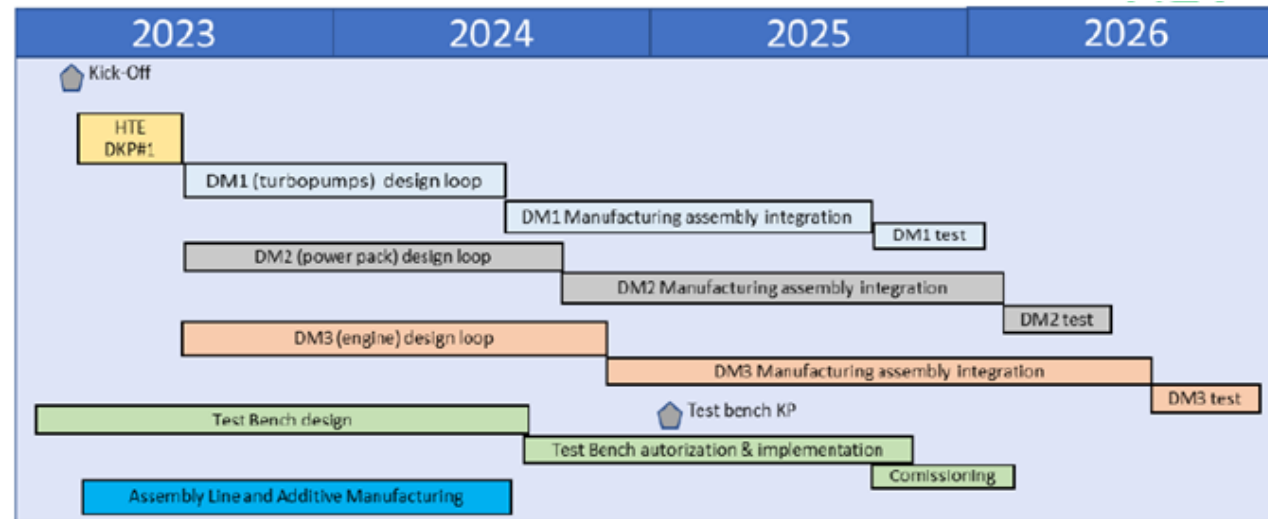 2023 2024 2025 2026
Kick-Off
HTE
DKP#1
DM1 (turbopumps) design loop
DM1 Manufacturing assembly integration
DM1 test
DM2 (power pack) design loop
DM2 Manufacturing assembly integration
DM2 test
DM3 (engine) design loop
DM3 Manufacturing assembly integration
DM3 test
Test bench KP
Test Bench design
Test Bench autorization & implementation
Comissioning
Assembly Line and Additive Manufacturing